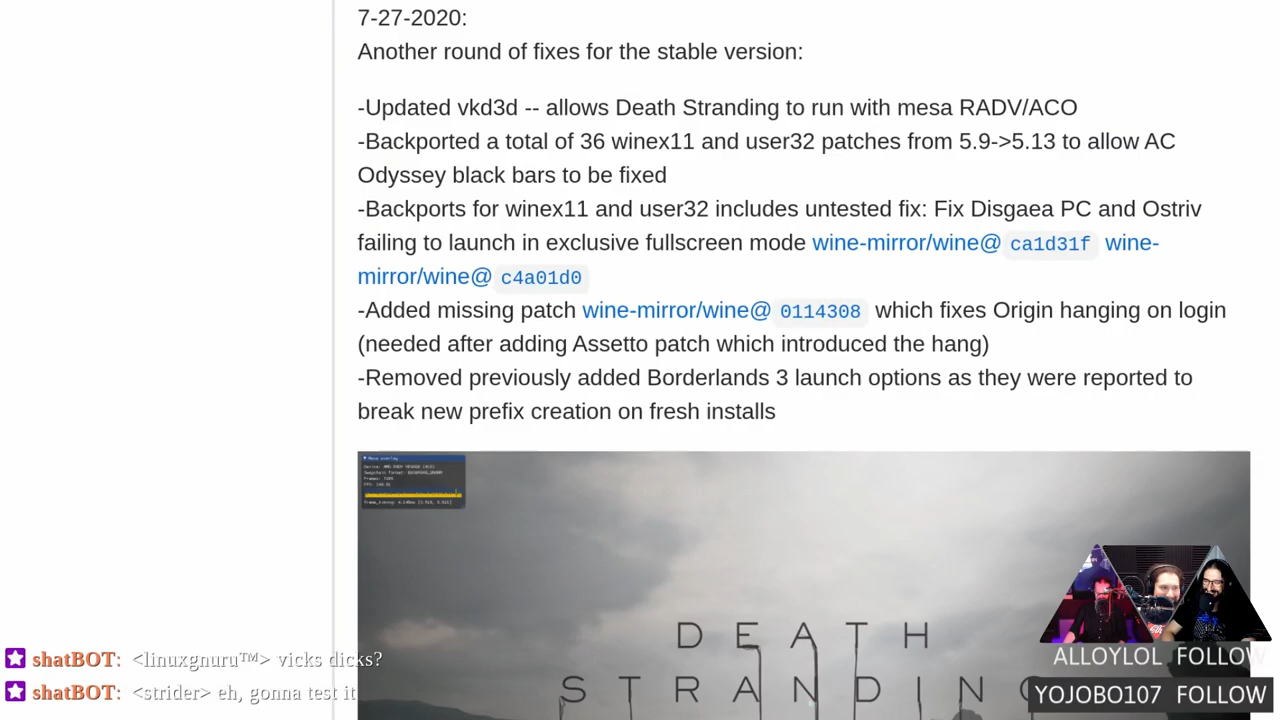 7-27-2020:
Another round of fixes for the stable version:
-Updated vkd3d -- allows Death Stranding to run with mesa RADV/ACO
-Backported a total of 36 winex11 and user32 patches from 5.9->5.13 to allow AC
Odyssey black bars to be fixed
-Backports for winex11 and user32 includes untested fix: Fix Disgaea PC and Ostriv
failing to launch in exclusive fullscreen mode wine-mirror/wine@ ca1d31f wine-
mirror/wine@ c4a01d0
-Added missing patch wine-mirror/wine@ 0114308 which fixes Origin hanging on login
(needed after adding Assetto patch which introduced the hang)
-Removed previously added Borderlands 3 launch options as they were reported to
break new prefix creation on fresh installs
DEATH
STRANDING
shatBOT: <linuxgnuru™> vicks dicks?
shatBOT: <strider> eh, gonna test it
ALLOYLOL FOLLOW
YOJOBO107 FOLLOW